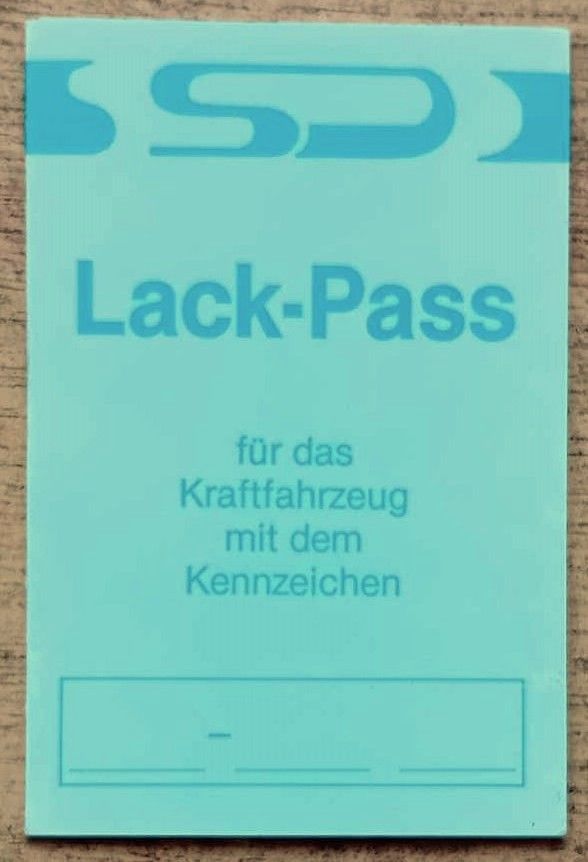 SD
Lack-Pass
für das
Kraftfahrzeug
mit dem
Kennzeichen
–